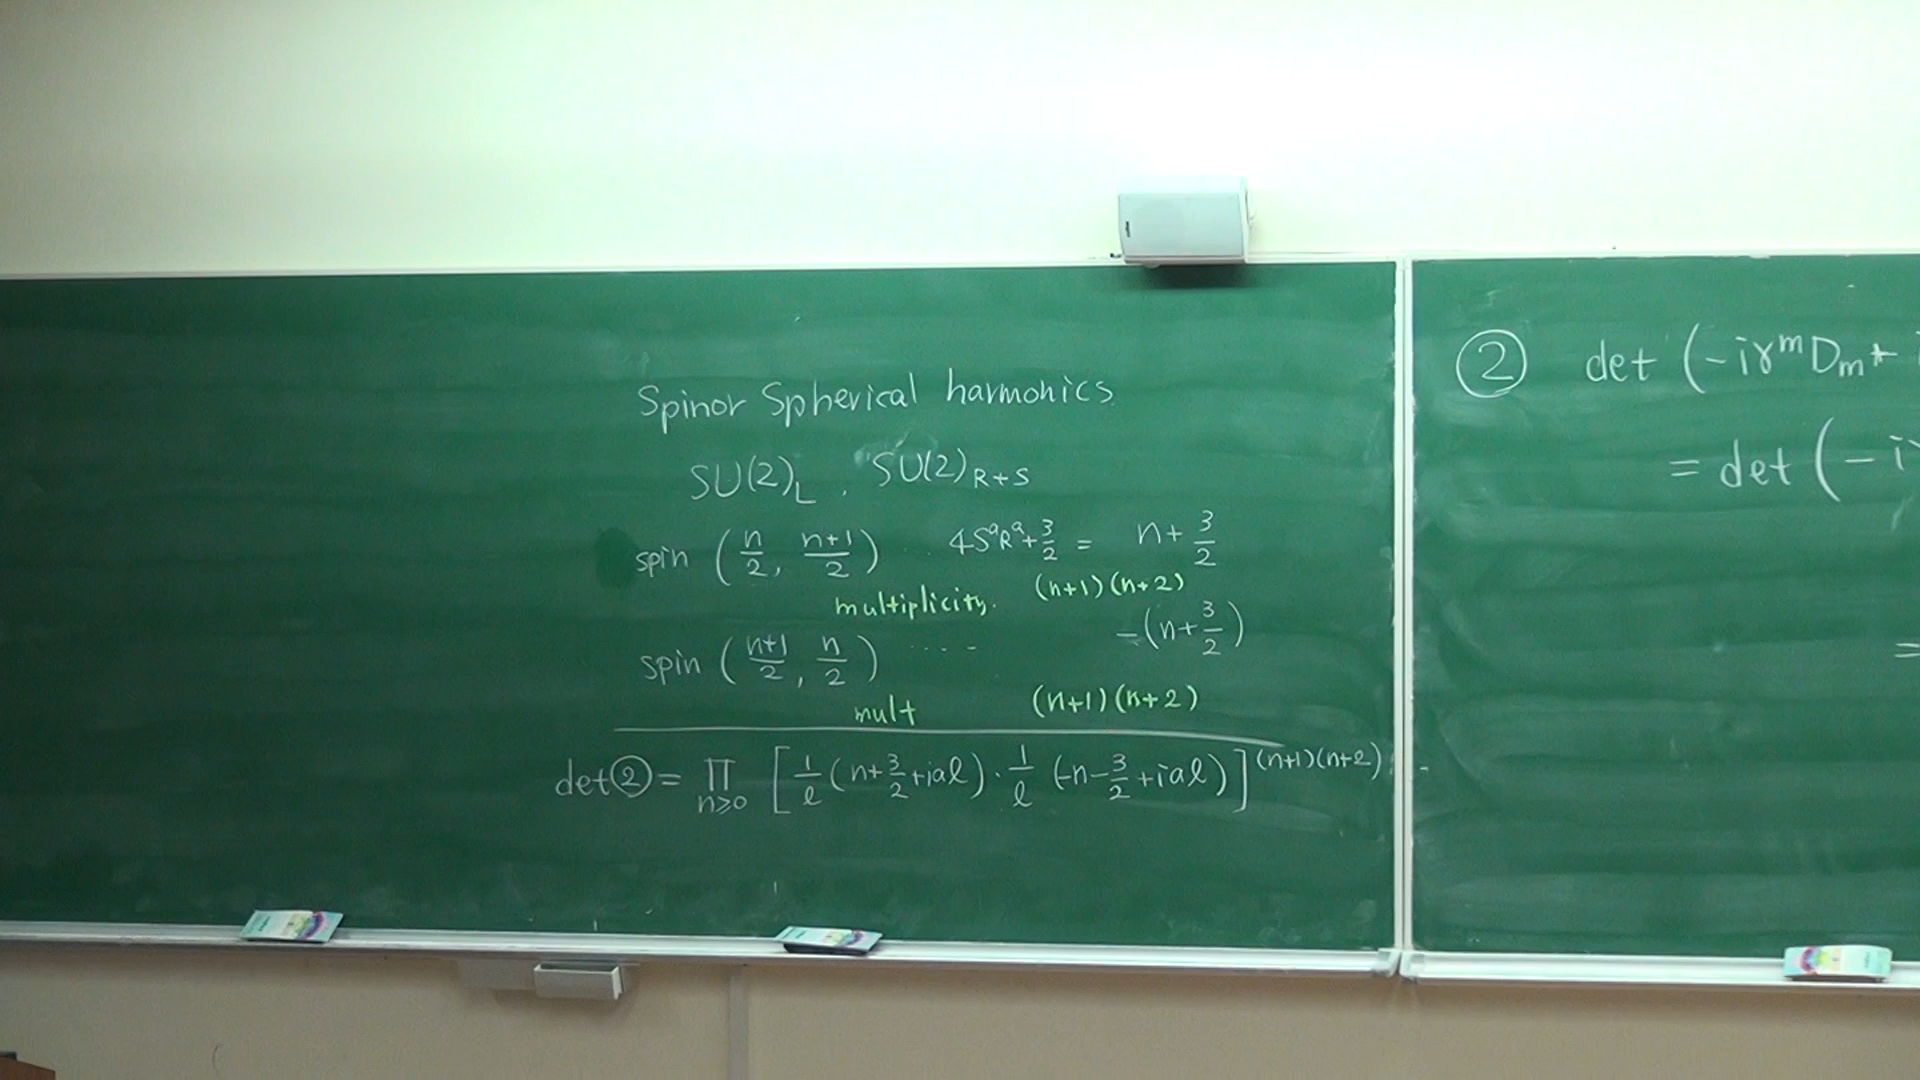 Spinor Spherical harmonics
SU(2)_L , SU(2)_{R+S}
spin (n/2, (n+1)/2) ‥ 4S^aR^a + 3/2 = n + 3/2
multiplicity. (n+1)(n+2)
spin ((n+1)/2, n/2) ···· -(n + 3/2)
mult (n+1)(n+2)
det② = ∏_{n≥0} [1/ℓ (n + 3/2 + iaℓ) · 1/ℓ (-n - 3/2 + iaℓ)]^{(n+1)(n+2)}
② det (-iγ^m D_m +
= det (-i
=